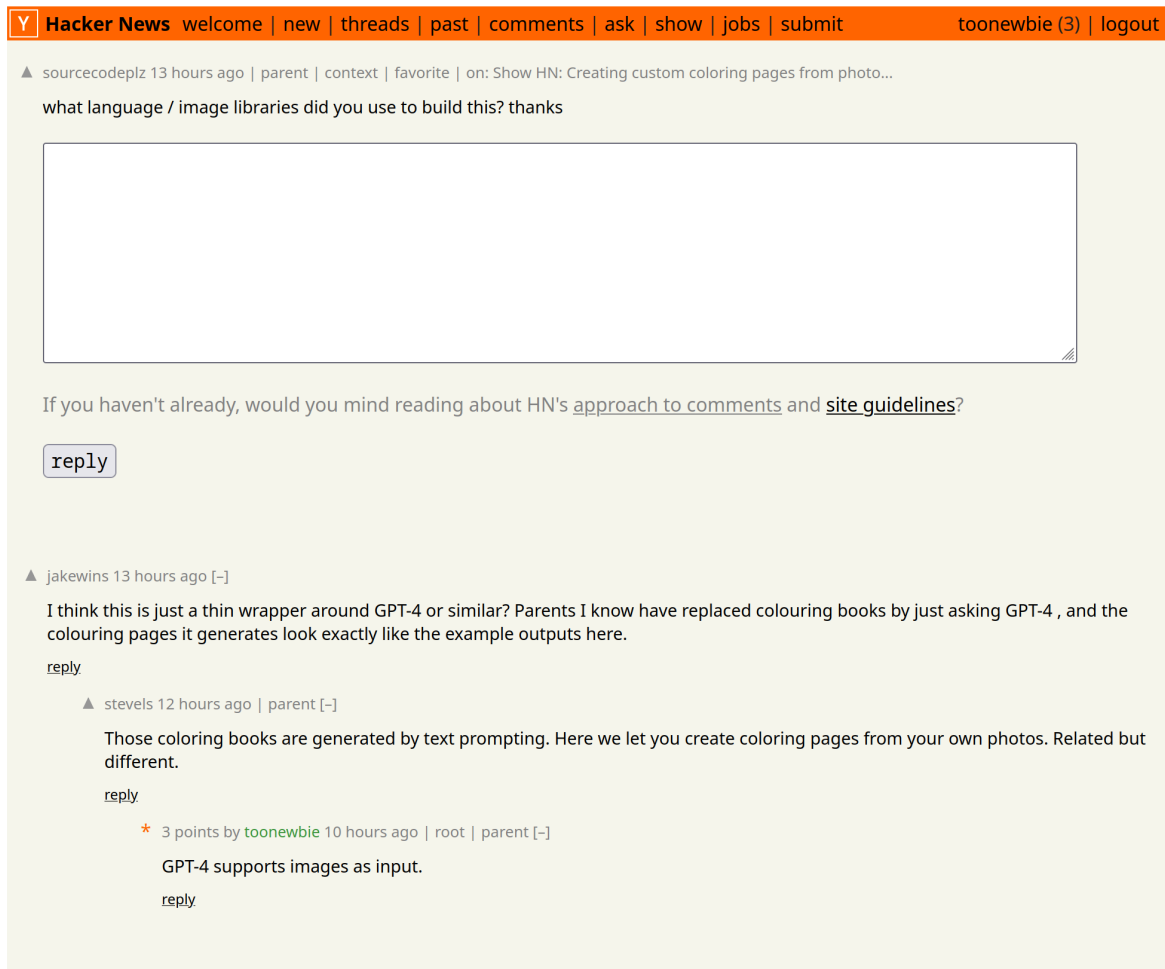 Y Hacker News welcome | new | threads | past | comments | ask | show | jobs | submit toonewbie (3) | logout
▲ sourcecodeplz 13 hours ago | parent | context | favorite | on: Show HN: Creating custom coloring pages from photo...
what language / image libraries did you use to build this? thanks
If you haven't already, would you mind reading about HN's approach to comments and site guidelines?
reply
▲ jakewins 13 hours ago [–]
I think this is just a thin wrapper around GPT-4 or similar? Parents I know have replaced colouring books by just asking GPT-4 , and the
colouring pages it generates look exactly like the example outputs here.
reply
▲ stevels 12 hours ago | parent [–]
Those coloring books are generated by text prompting. Here we let you create coloring pages from your own photos. Related but
different.
reply
* 3 points by toonewbie 10 hours ago | root | parent [–]
GPT-4 supports images as input.
reply